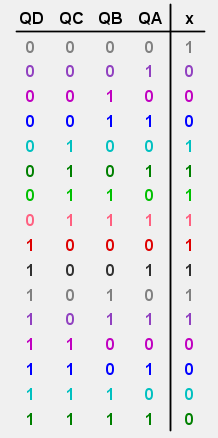 QD QC QB QA x
0 0 0 0 1
0 0 0 1 0
0 0 1 0 0
0 0 1 1 0
0 1 0 0 1
0 1 0 1 1
0 1 1 0 1
0 1 1 1 1
1 0 0 0 1
1 0 0 1 1
1 0 1 0 1
1 0 1 1 1
1 1 0 0 0
1 1 0 1 0
1 1 1 0 0
1 1 1 1 0